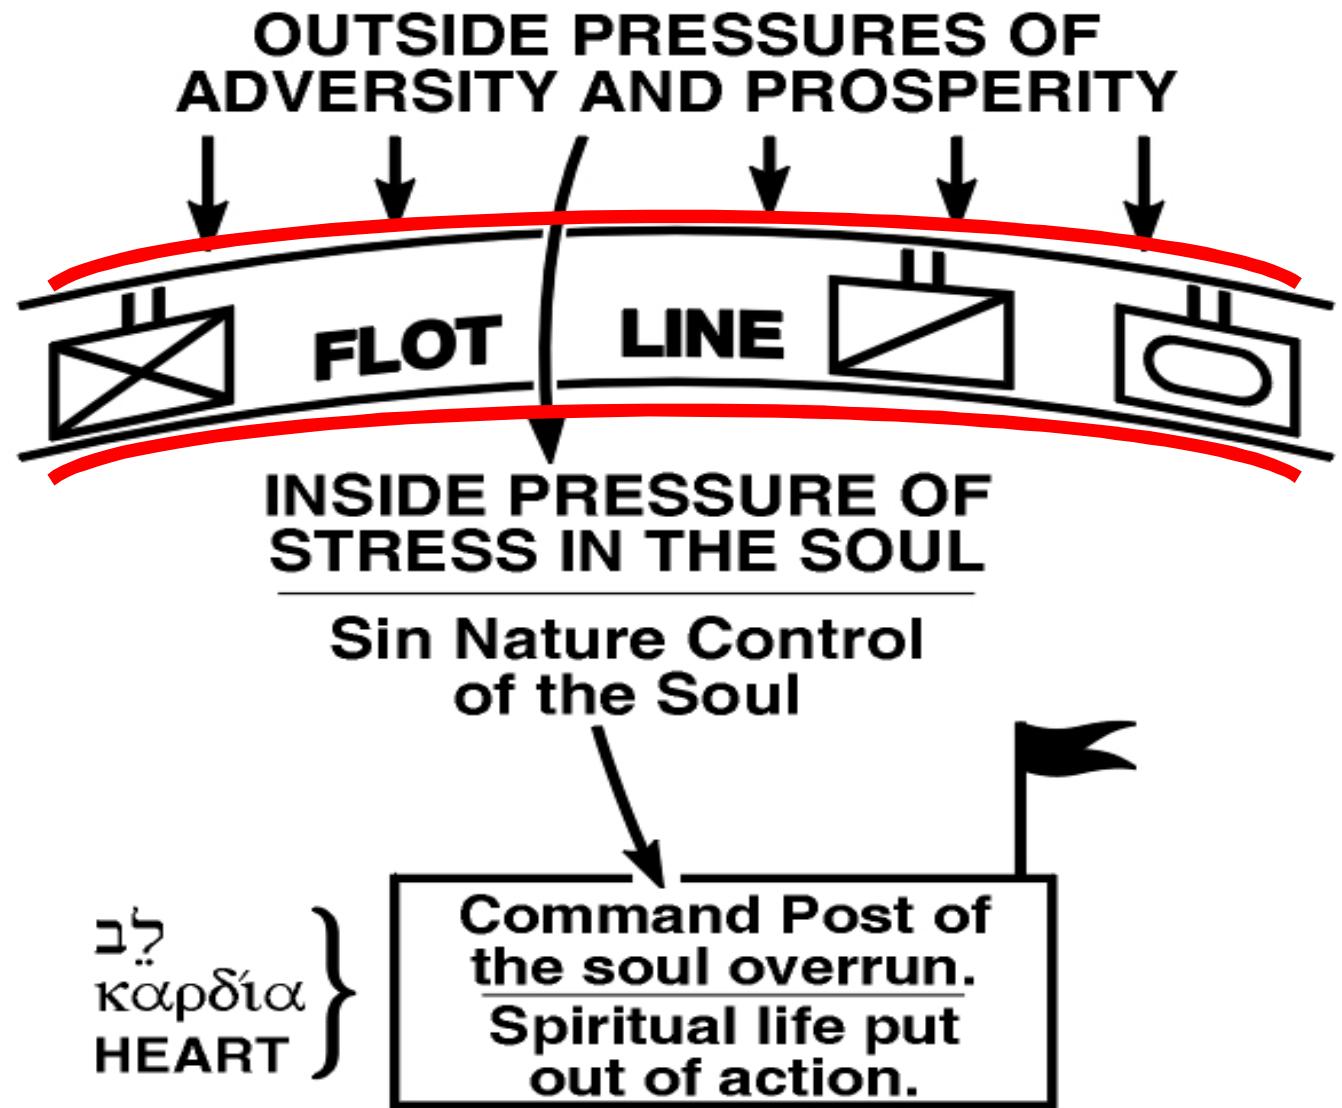 OUTSIDE PRESSURES OF
ADVERSITY AND PROSPERITY
FLOT LINE
INSIDE PRESSURE OF
STRESS IN THE SOUL
Sin Nature Control
of the Soul
לֵב
καρδία
HEART
Command Post of
the soul overrun.
Spiritual life put
out of action.